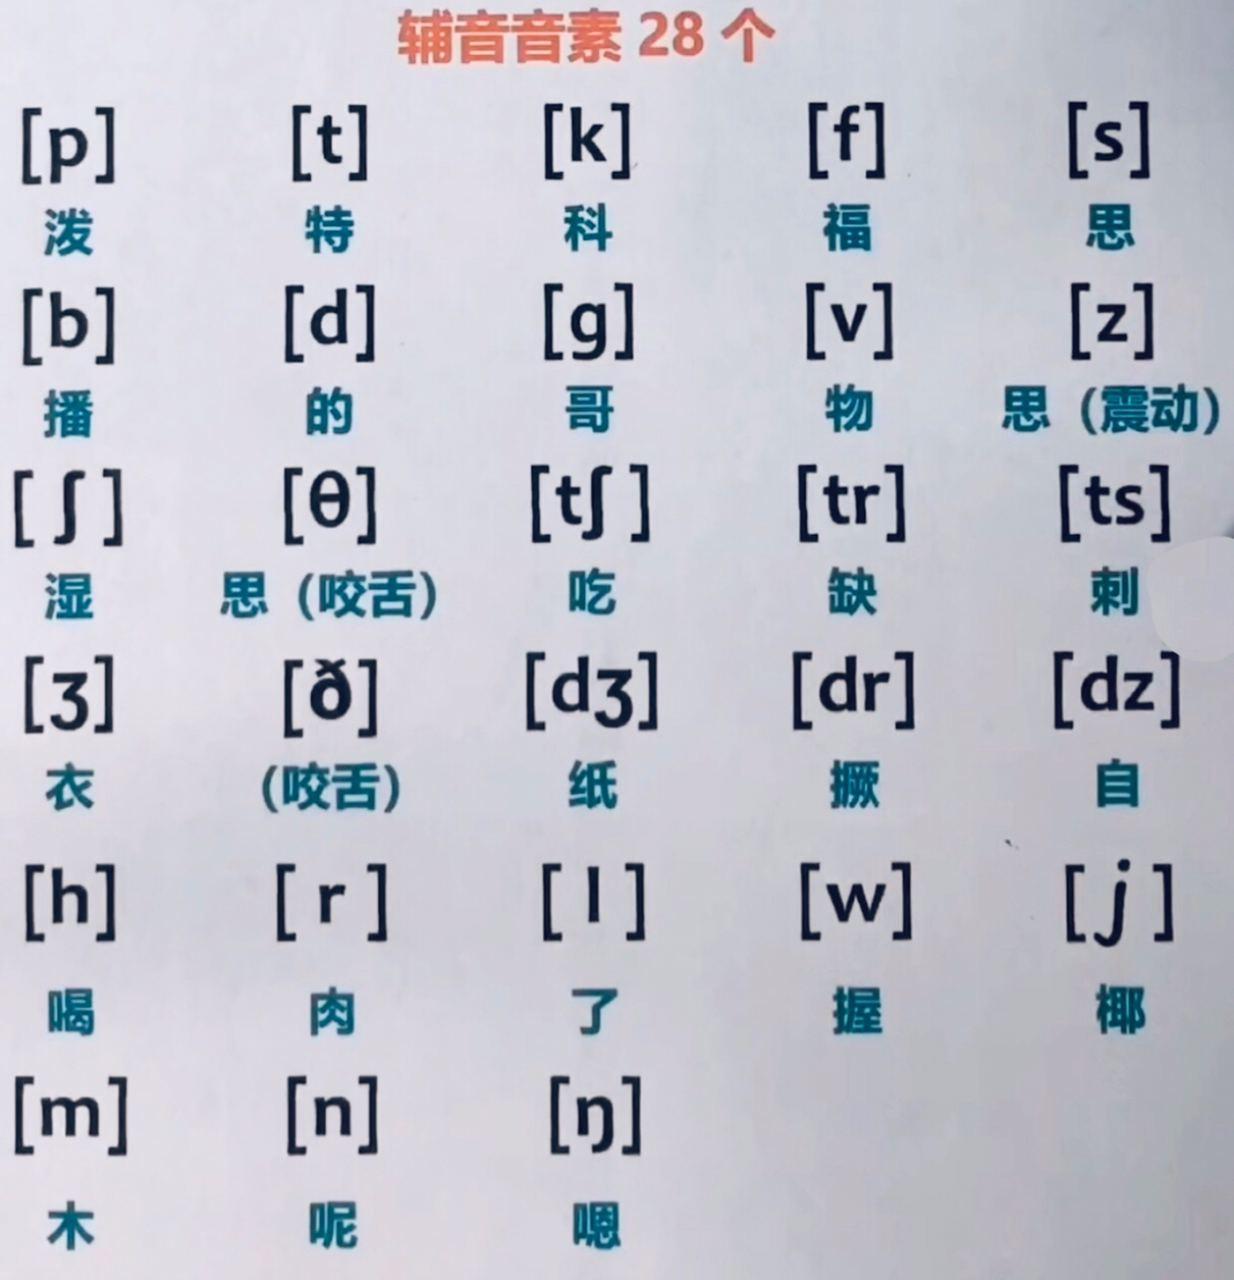 辅音音素 28 个
[p] [t] [k] [f] [s]
泼 特 科 福 思
[b] [d] [g] [v] [z]
播 的 哥 物 思（震动）
[ʃ] [θ] [tʃ] [tr] [ts]
湿 思（咬舌） 吃 缺 刺
[ʒ] [ð] [dʒ] [dr] [dz]
衣 （咬舌） 纸 撅 自
[h] [r] [l] [w] [j]
喝 肉 了 握 椰
[m] [n] [ŋ]
木 呢 嗯